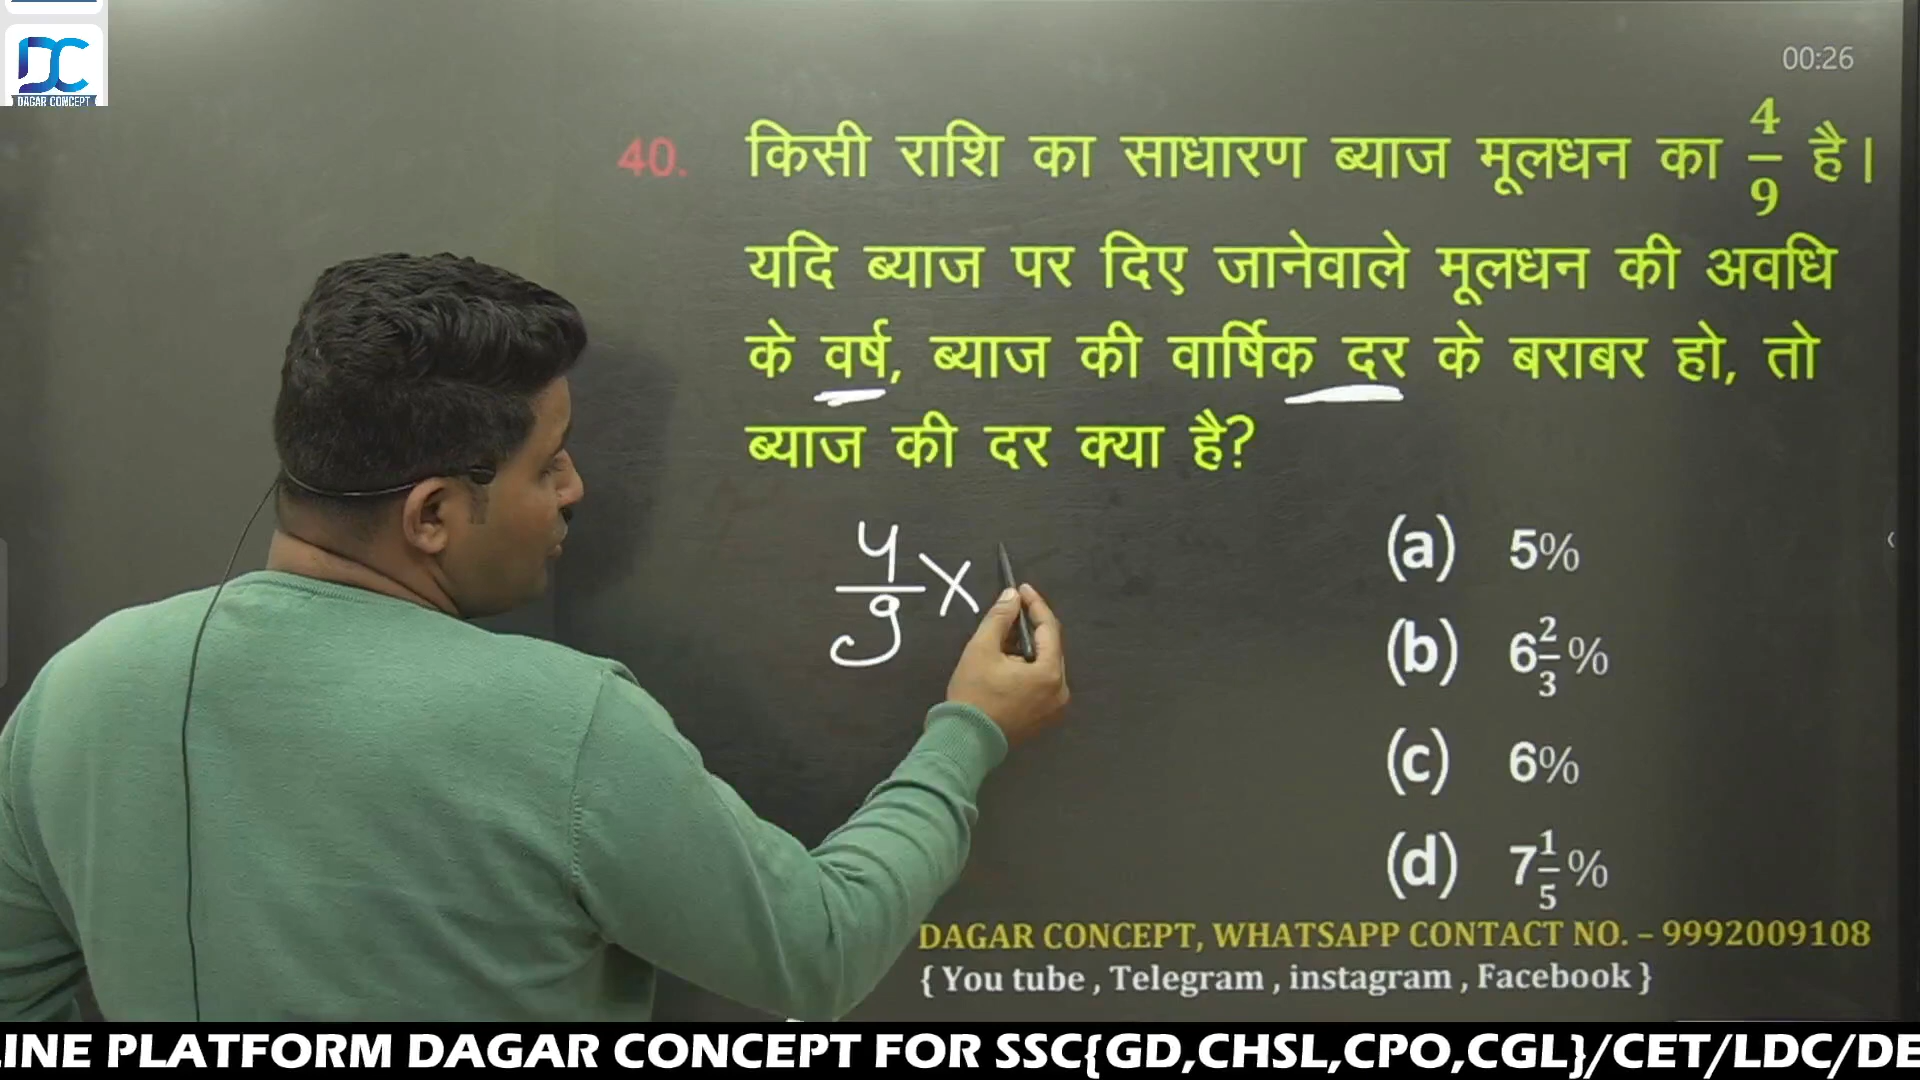 DC
DAGAR CONCEPT
00:26
40. किसी राशि का साधारण ब्याज मूलधन का 4/9 है।
यदि ब्याज पर दिए जानेवाले मूलधन की अवधि
के वर्ष, ब्याज की वार्षिक दर के बराबर हो, तो
ब्याज की दर क्या है?
4/9 X
(a) 5%
(b) 6 2/3 %
(c) 6%
(d) 7 1/5 %
DAGAR CONCEPT, WHATSAPP CONTACT NO. – 9992009108
{ You tube , Telegram , instagram , Facebook }
LINE PLATFORM DAGAR CONCEPT FOR SSC{GD,CHSL,CPO,CGL}/CET/LDC/DE